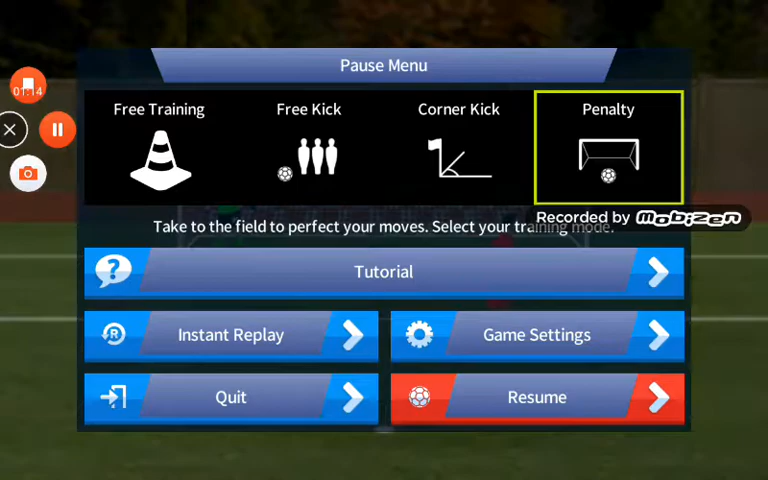 Pause Menu
01:14
Free Training
Free Kick
Corner Kick
Penalty
Recorded by mobizen
Take to the field to perfect your moves. Select your training mode.
?
Tutorial
R
Instant Replay
Game Settings
Quit
Resume